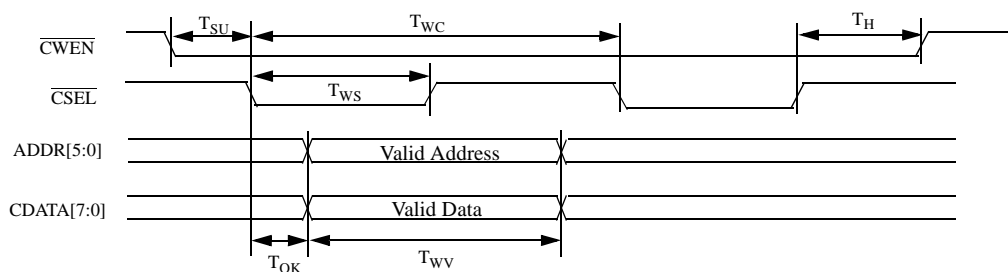 T_SU T_WC T_H
CWEN
T_WS
CSEL
ADDR[5:0] Valid Address
CDATA[7:0] Valid Data
T_OK T_WV